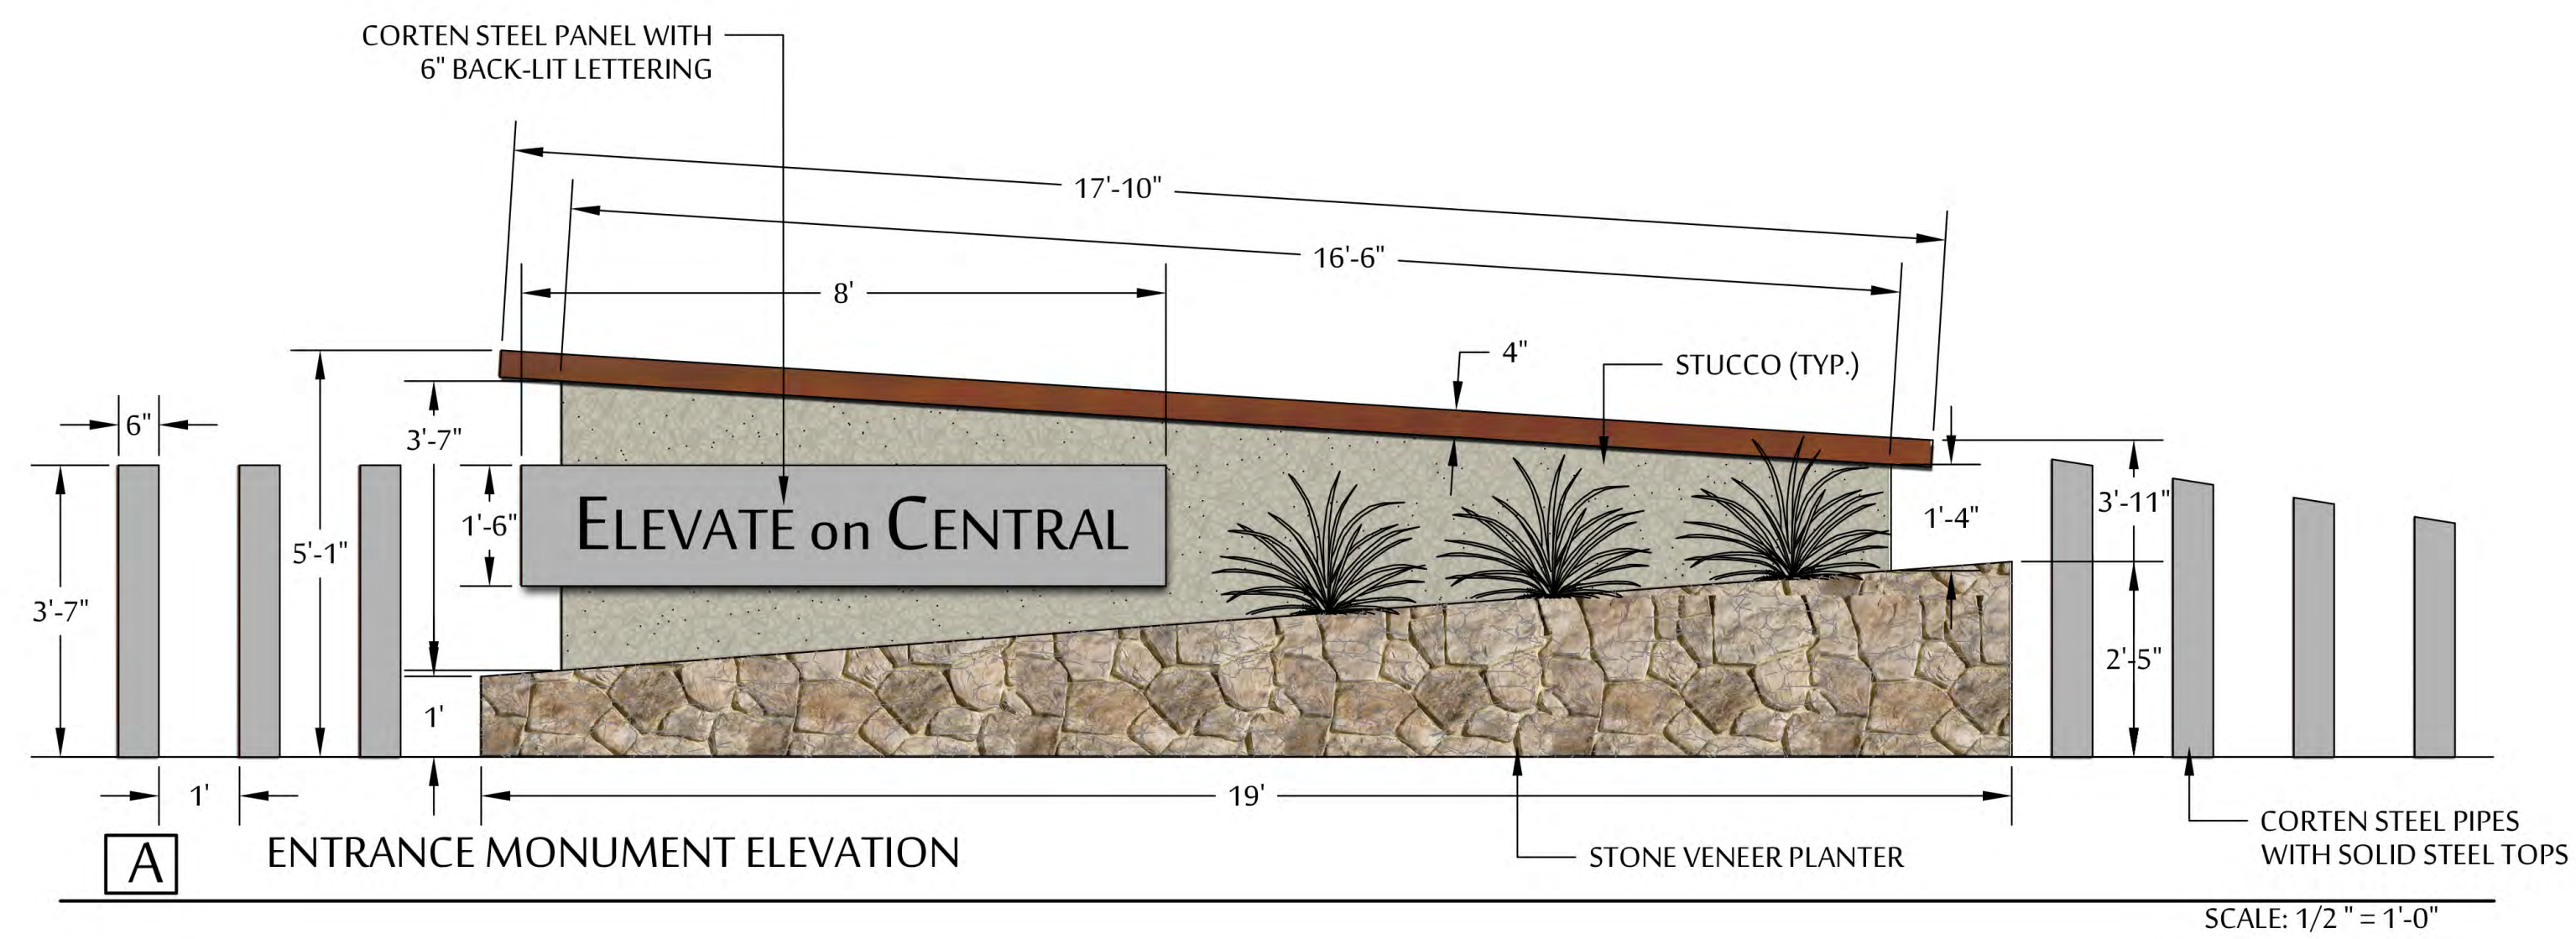 CORTEN STEEL PANEL WITH
6" BACK-LIT LETTERING
17'-10"
16'-6"
8'
4"
STUCCO (TYP.)
6"
3'-7"
1'-6"
5'-1"
3'-7"
1'
1'
ELEVATE on CENTRAL
1'-4"
3'-11"
2'-5"
19'
CORTEN STEEL PIPES
WITH SOLID STEEL TOPS
STONE VENEER PLANTER
A ENTRANCE MONUMENT ELEVATION
SCALE: 1/2 " = 1'-0"